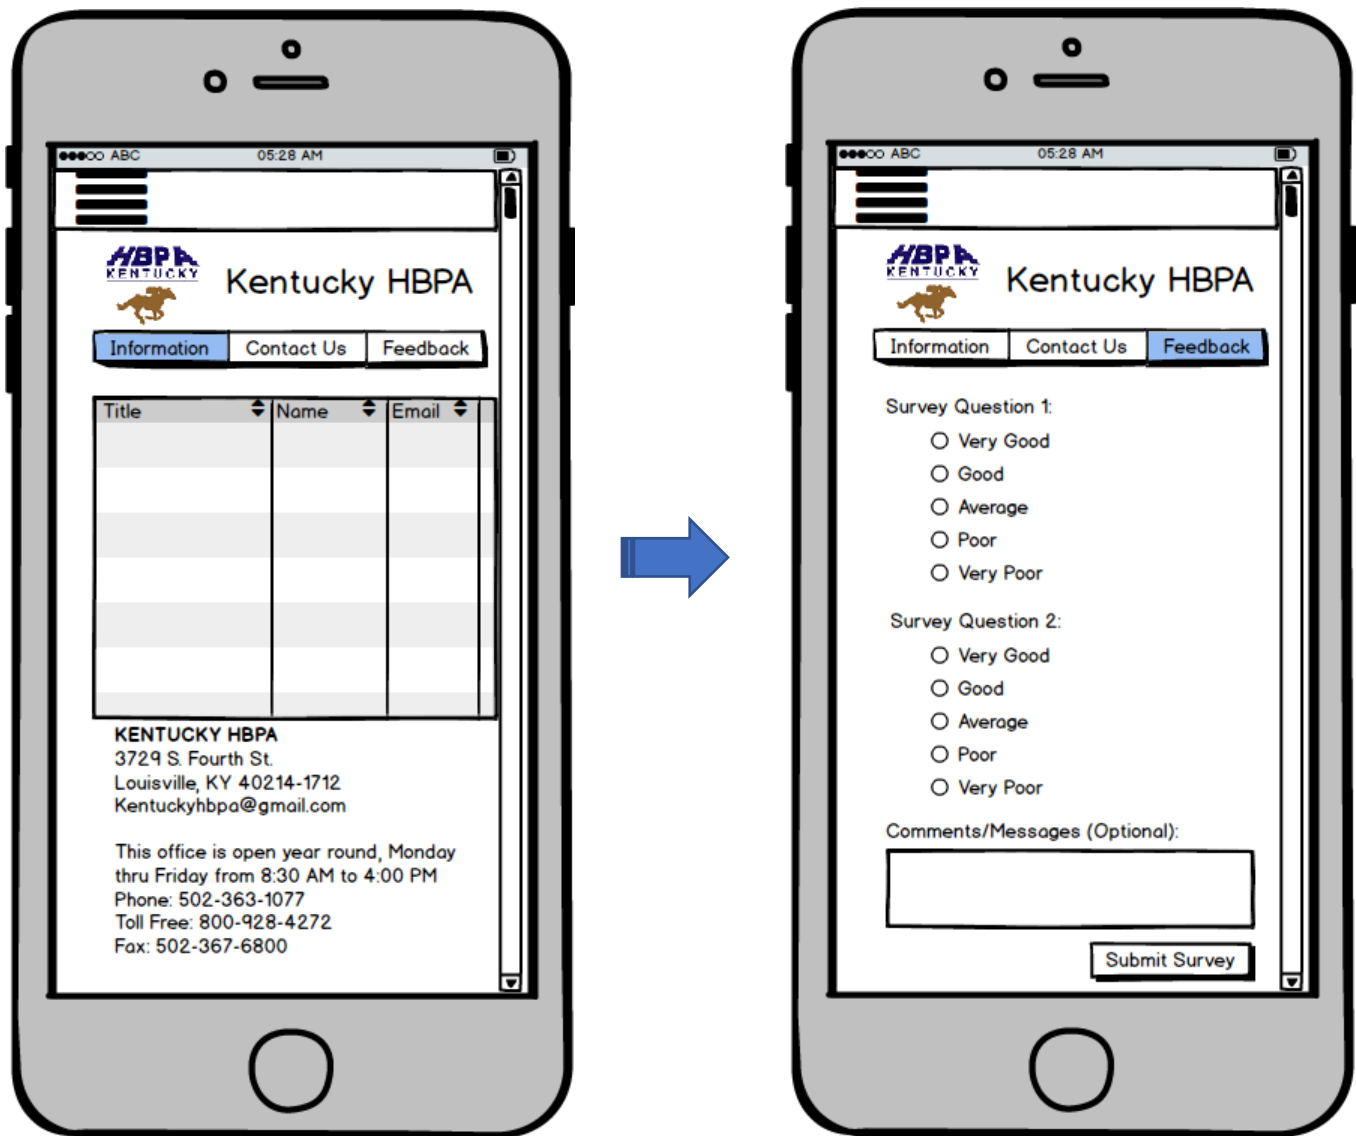 ABC 05:28 AM
HBPA
KENTUCKY
Kentucky HBPA
Information Contact Us Feedback
Title Name Email
KENTUCKY HBPA
3729 S. Fourth St.
Louisville, KY 40214-1712
Kentuckyhbpa@gmail.com
This office is open year round, Monday
thru Friday from 8:30 AM to 4:00 PM
Phone: 502-363-1077
Toll Free: 800-928-4272
Fax: 502-367-6800
ABC 05:28 AM
HBPA
KENTUCKY
Kentucky HBPA
Information Contact Us Feedback
Survey Question 1:
Very Good
Good
Average
Poor
Very Poor
Survey Question 2:
Very Good
Good
Average
Poor
Very Poor
Comments/Messages (Optional):
Submit Survey